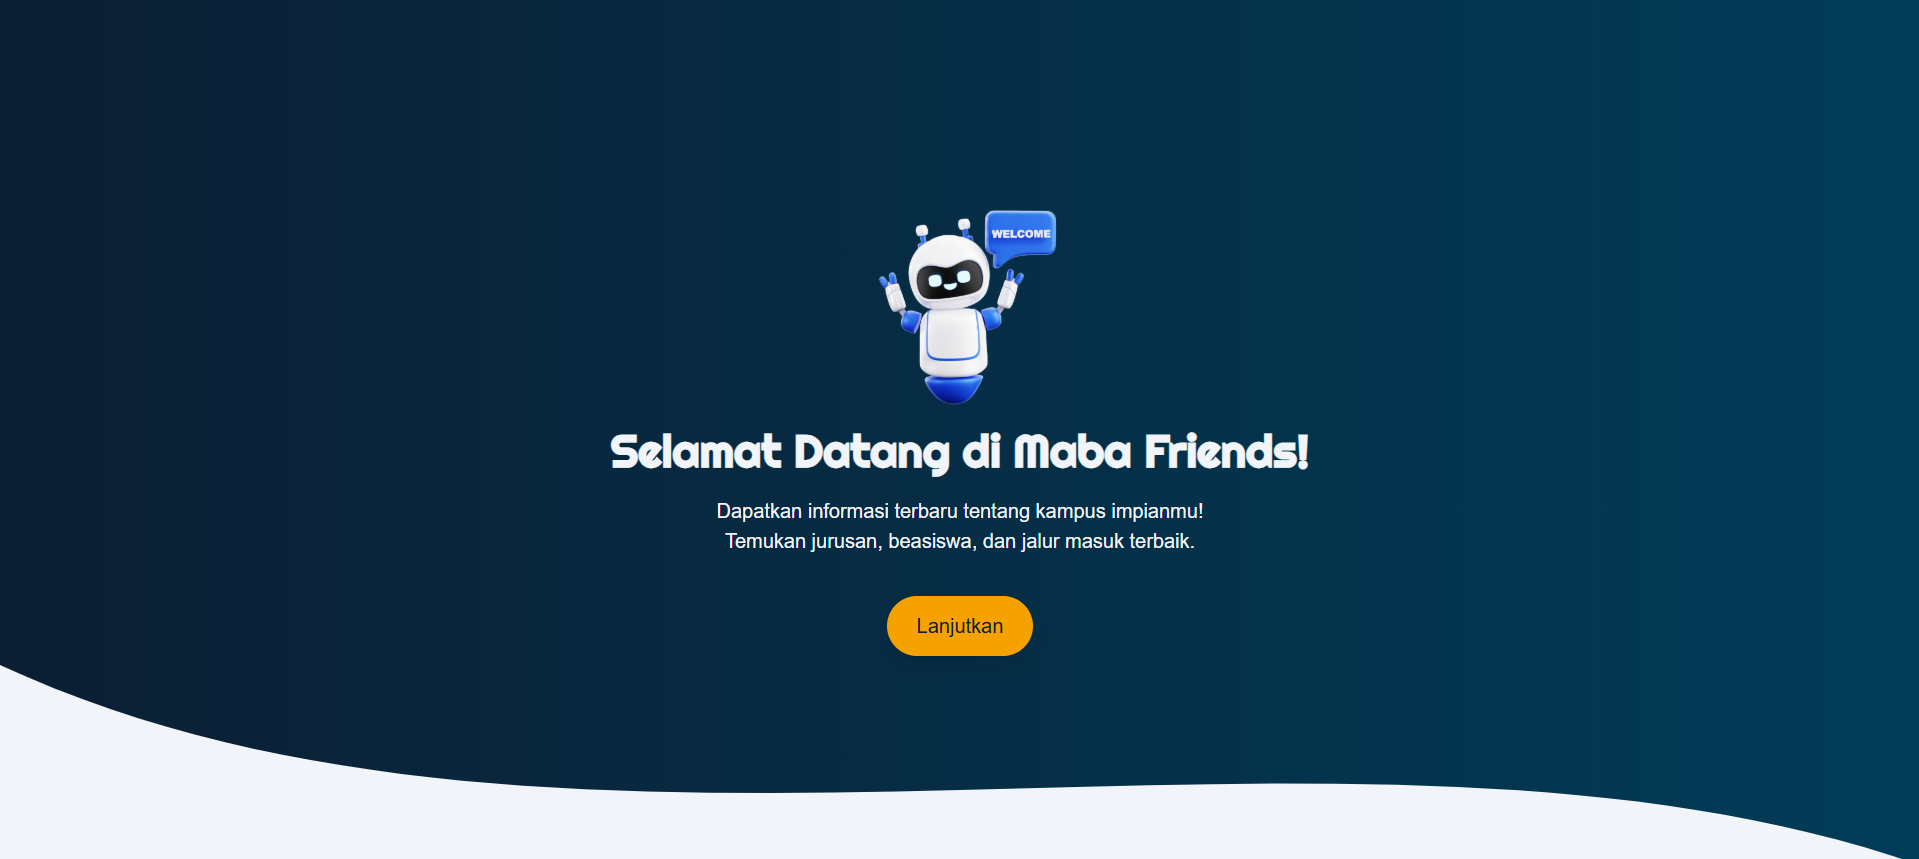 WELCOME
Selamat Datang di Maba Friends!
Dapatkan informasi terbaru tentang kampus impianmu!
Temukan jurusan, beasiswa, dan jalur masuk terbaik.
Lanjutkan